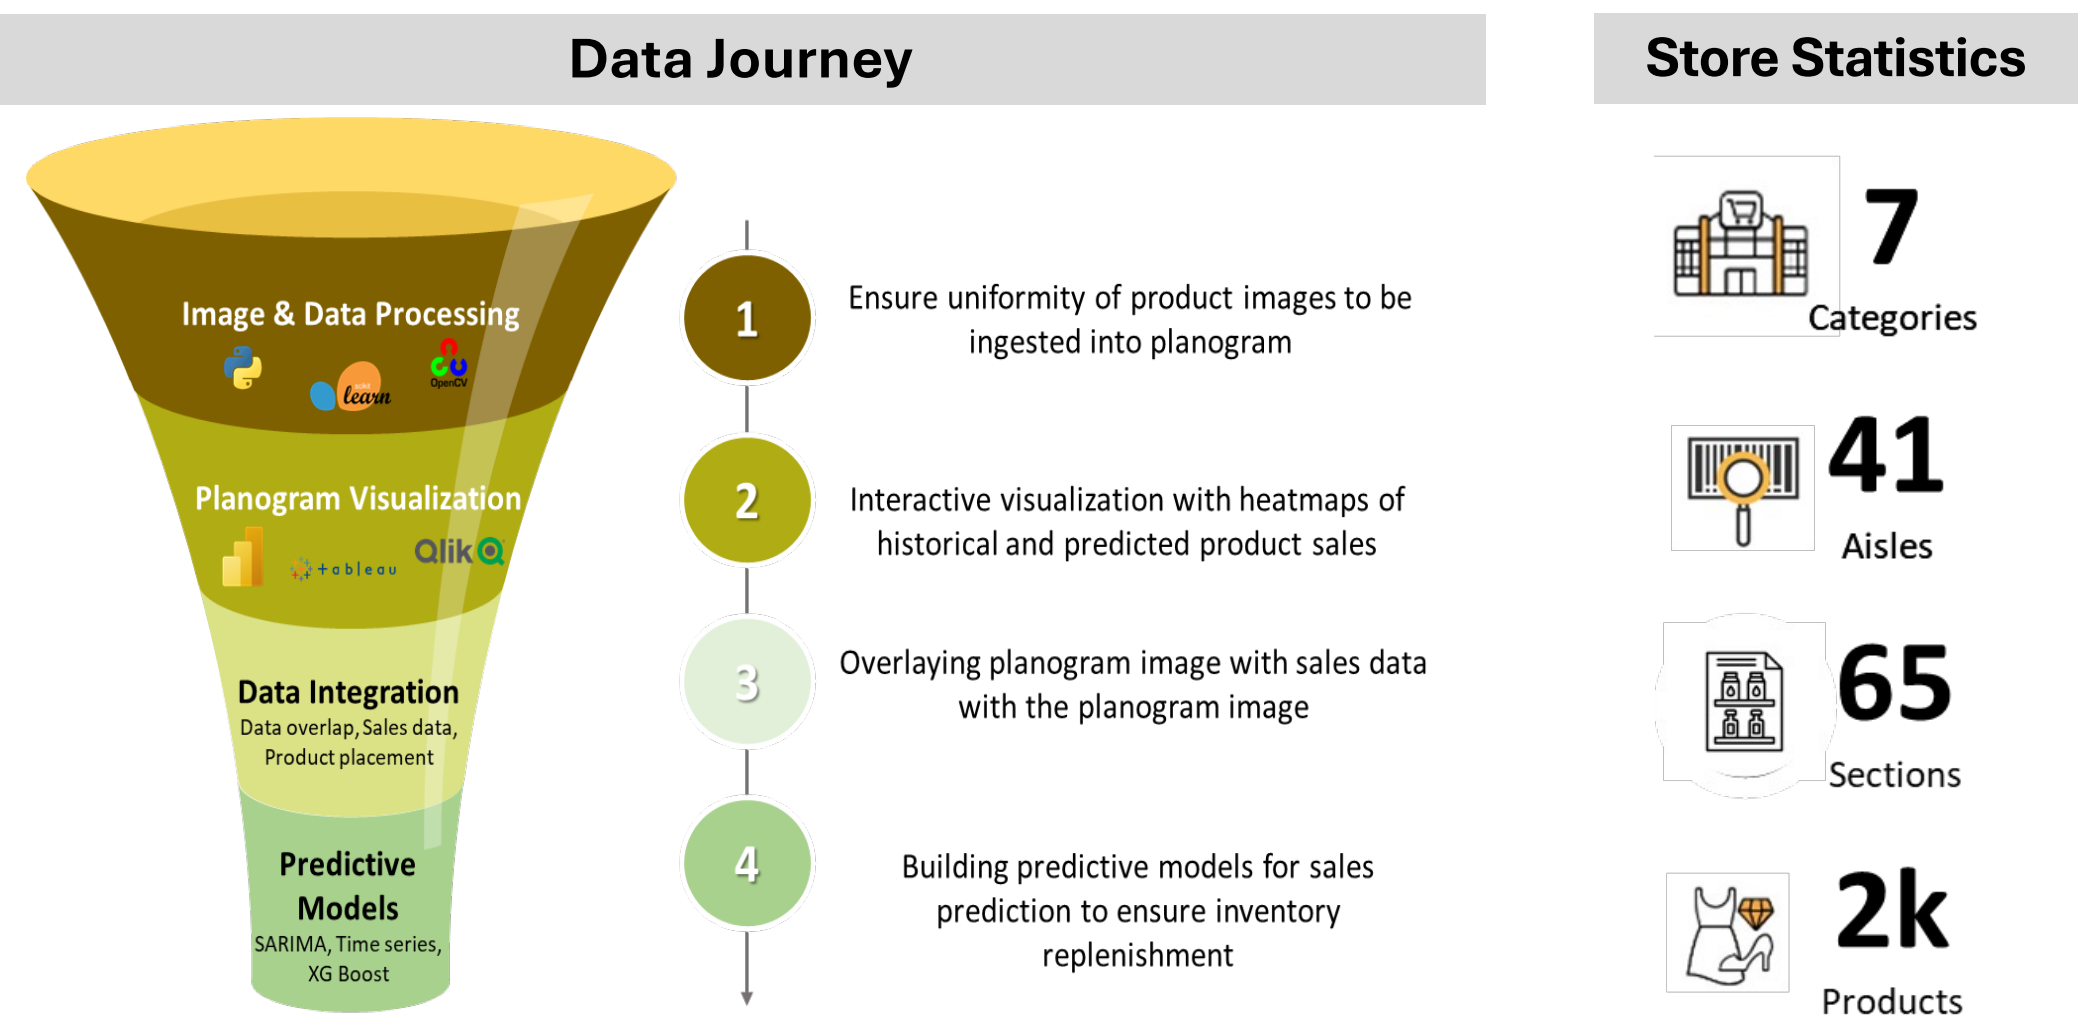 Data Journey
Store Statistics
Image & Data Processing
scikit
learn
OpenCV
Planogram Visualization
+ableau
Qlik
Data Integration
Data overlap, Sales data,
Product placement
Predictive
Models
SARIMA, Time series,
XG Boost
1
Ensure uniformity of product images to be
ingested into planogram
2
Interactive visualization with heatmaps of
historical and predicted product sales
3
Overlaying planogram image with sales data
with the planogram image
4
Building predictive models for sales
prediction to ensure inventory
replenishment
7
Categories
41
Aisles
65
Sections
2k
Products